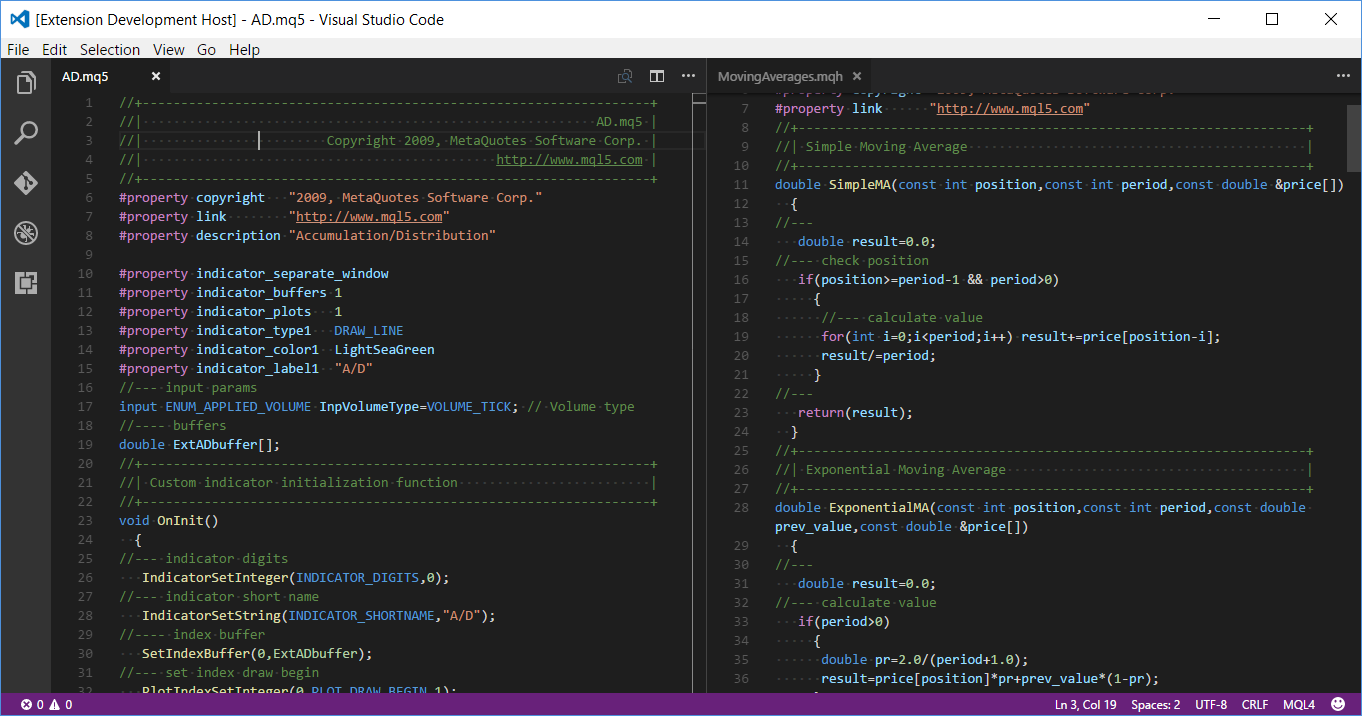 [Extension Development Host] - AD.mq5 - Visual Studio Code
File Edit Selection View Go Help
AD.mq5
1 //+------------------------------------------------------------------+
2 //| AD.mq5 |
3 //| Copyright 2009, MetaQuotes Software Corp. |
4 //| http://www.mql5.com |
5 //+------------------------------------------------------------------+
6 #property copyright "2009, MetaQuotes Software Corp."
7 #property link "http://www.mql5.com"
8 #property description "Accumulation/Distribution"
9
10 #property indicator_separate_window
11 #property indicator_buffers 1
12 #property indicator_plots 1
13 #property indicator_type1 DRAW_LINE
14 #property indicator_color1 LightSeaGreen
15 #property indicator_label1 "A/D"
16 //--- input params
17 input ENUM_APPLIED_VOLUME InpVolumeType=VOLUME_TICK; // Volume type
18 //---- buffers
19 double ExtADbuffer[];
20 //+------------------------------------------------------------------+
21 //| Custom indicator initialization function |
22 //+------------------------------------------------------------------+
23 void OnInit()
24 {
25 //--- indicator digits
26 IndicatorSetInteger(INDICATOR_DIGITS,0);
27 //--- indicator short name
28 IndicatorSetString(INDICATOR_SHORTNAME,"A/D");
29 //---- index buffer
30 SetIndexBuffer(0,ExtADbuffer);
31 //--- set index draw begin
32 PlotIndexSetInteger(0,PLOT_DRAW_BEGIN,1);
MovingAverages.mqh
7 #property link "http://www.mql5.com"
8 //+------------------------------------------------------------------+
9 //| Simple Moving Average |
10 //+------------------------------------------------------------------+
11 double SimpleMA(const int position,const int period,const double &price[])
12 {
13 //---
14 double result=0.0;
15 //--- check position
16 if(position>=period-1 && period>0)
17 {
18 //--- calculate value
19 for(int i=0;i<period;i++) result+=price[position-i];
20 result/=period;
21 }
22 //---
23 return(result);
24 }
25 //+------------------------------------------------------------------+
26 //| Exponential Moving Average |
27 //+------------------------------------------------------------------+
28 double ExponentialMA(const int position,const int period,const double
prev_value,const double &price[])
29 {
30 //---
31 double result=0.0;
32 //--- calculate value
33 if(period>0)
34 {
35 double pr=2.0/(period+1.0);
36 result=price[position]*pr+prev_value*(1-pr);
0 0 Ln 3, Col 19 Spaces: 2 UTF-8 CRLF MQL4